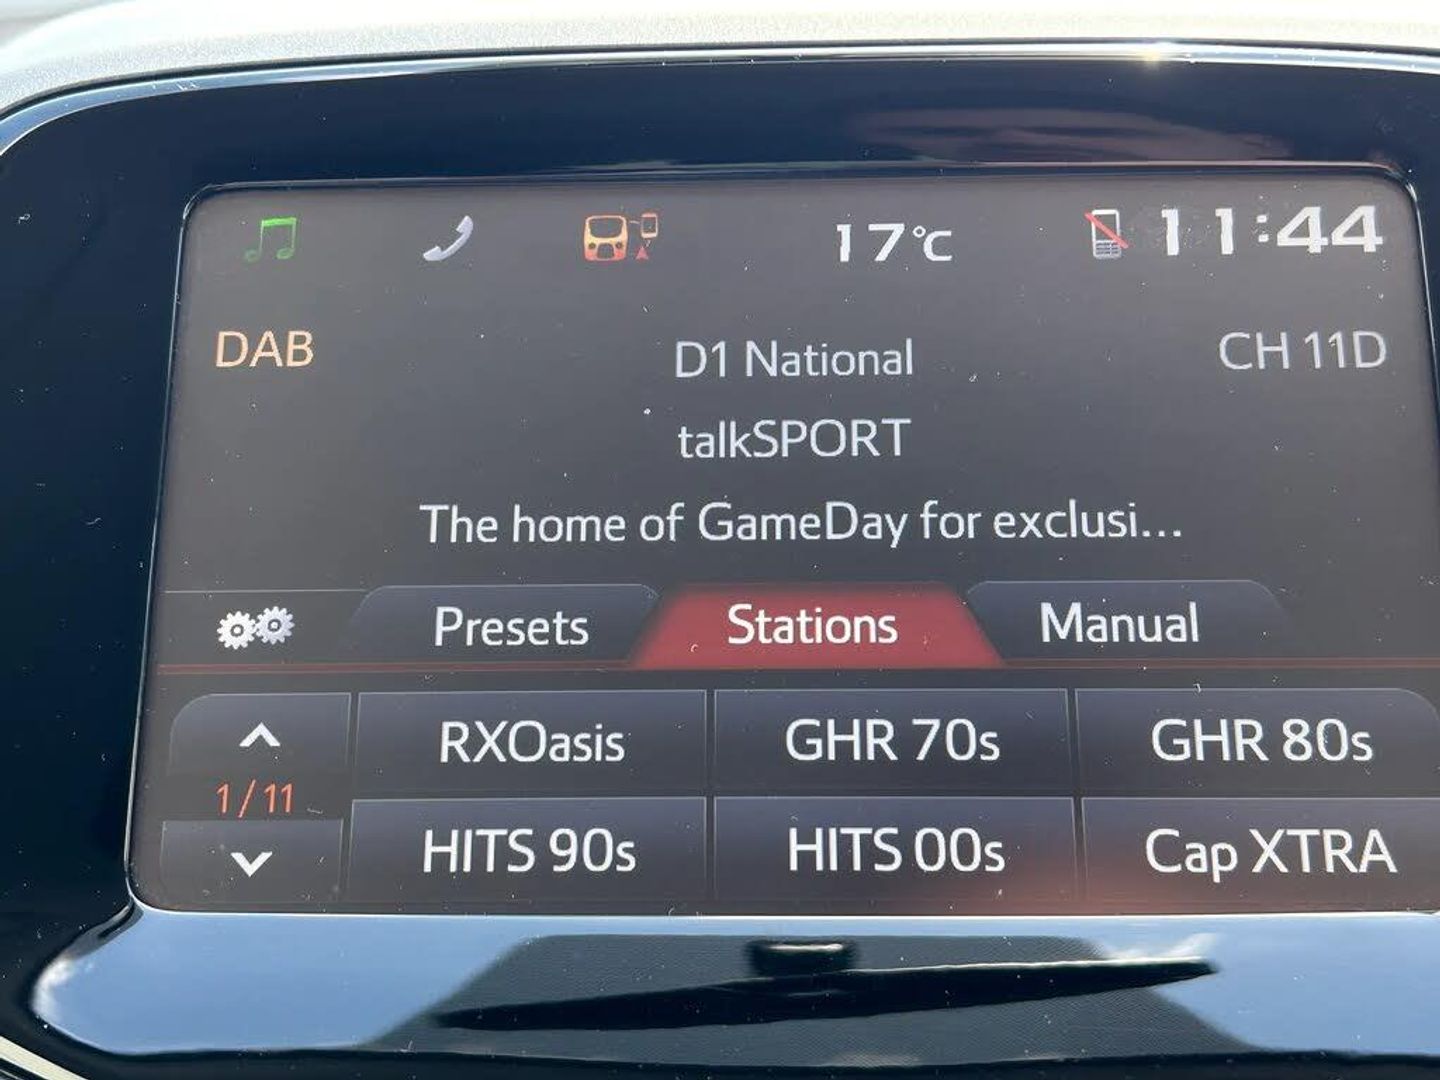 17°C 11:44
DAB D1 National CH 11D
talkSPORT
The home of GameDay for exclusi...
Presets Stations Manual
RXOasis GHR 70s GHR 80s
1/11
HITS 90s HITS 00s Cap XTRA